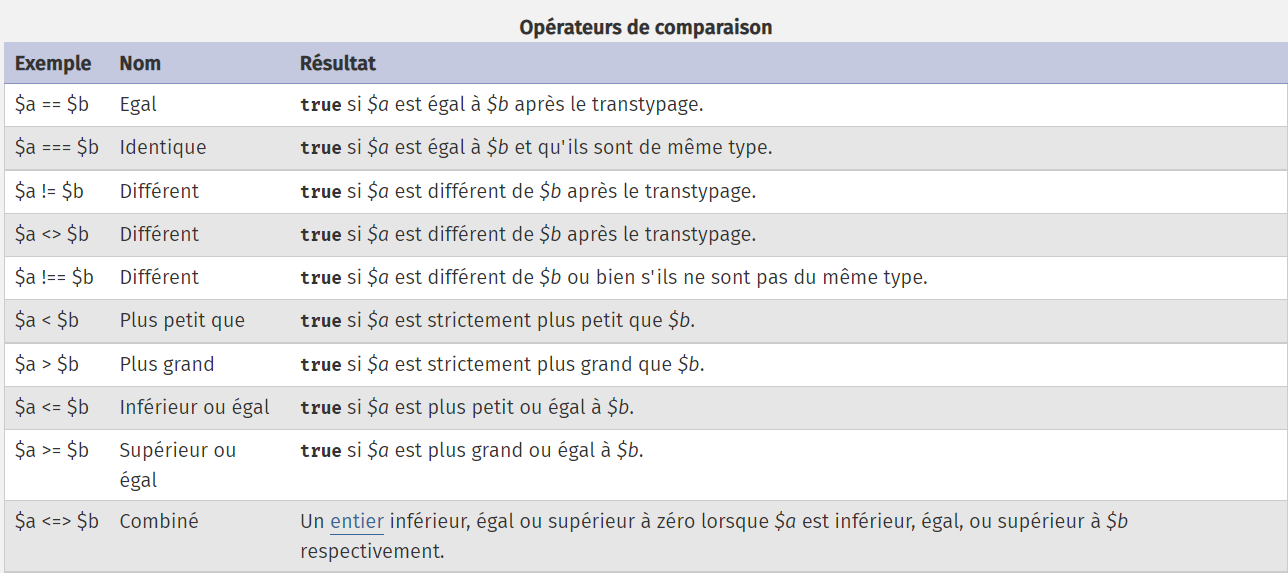 Opérateurs de comparaison
Exemple Nom Résultat
$a == $b Egal true si $a est égal à $b après le transtypage.
$a === $b Identique true si $a est égal à $b et qu'ils sont de même type.
$a != $b Différent true si $a est différent de $b après le transtypage.
$a <> $b Différent true si $a est différent de $b après le transtypage.
$a !== $b Différent true si $a est différent de $b ou bien s'ils ne sont pas du même type.
$a < $b Plus petit que true si $a est strictement plus petit que $b.
$a > $b Plus grand true si $a est strictement plus grand que $b.
$a <= $b Inférieur ou égal true si $a est plus petit ou égal à $b.
$a >= $b Supérieur ou true si $a est plus grand ou égal à $b.
égal
$a <=> $b Combiné Un entier inférieur, égal ou supérieur à zéro lorsque $a est inférieur, égal, ou supérieur à $b
respectivement.